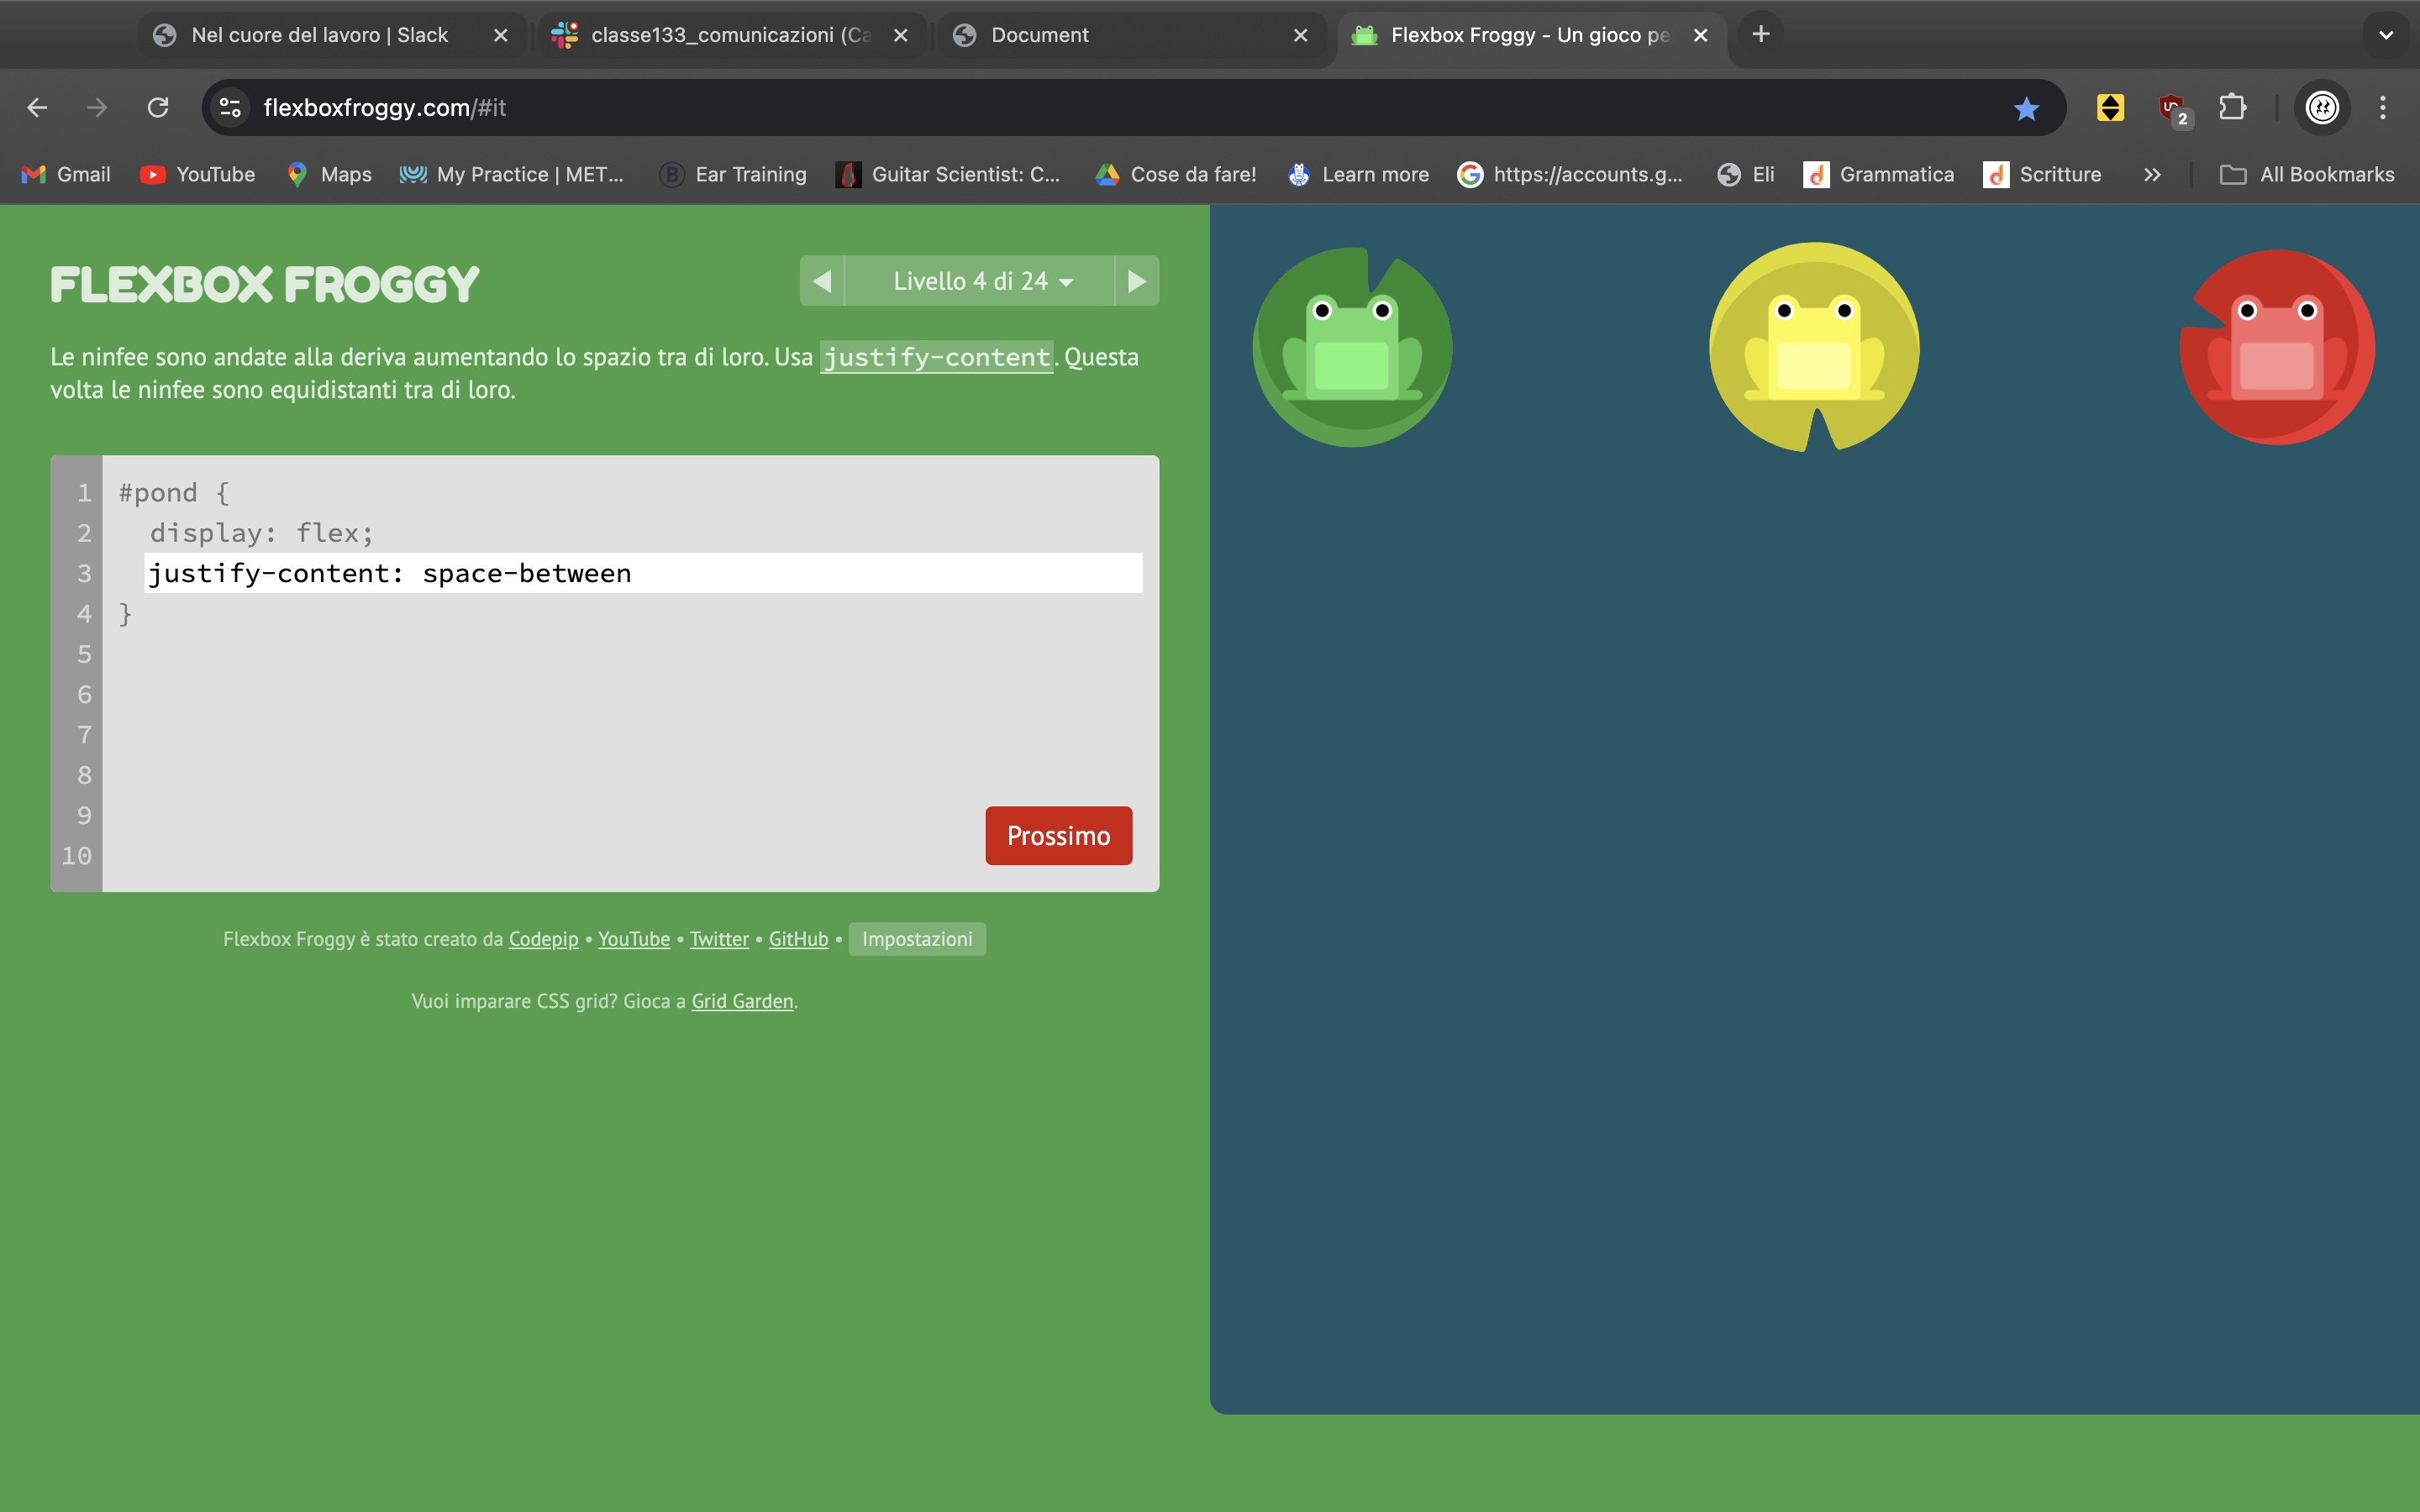 Nel cuore del lavoro | Slack
classe133_comunicazioni (Ca
Document
Flexbox Froggy - Un gioco pe
flexboxfroggy.com/#it
2
Gmail
YouTube
Maps
My Practice | MET...
B
Ear Training
Guitar Scientist: C...
Cose da fare!
Learn more
https://accounts.g...
Eli
Grammatica
Scritture
All Bookmarks
FLEXBOX FROGGY
Livello 4 di 24
Le ninfee sono andate alla deriva aumentando lo spazio tra di loro. Usa justify-content. Questa
volta le ninfee sono equidistanti tra di loro.
1 #pond {
2 display: flex;
3 justify-content: space-between
4 }
5
6
7
8
9
10
Prossimo
Flexbox Froggy è stato creato da Codepip • YouTube • Twitter • GitHub • Impostazioni
Vuoi imparare CSS grid? Gioca a Grid Garden.